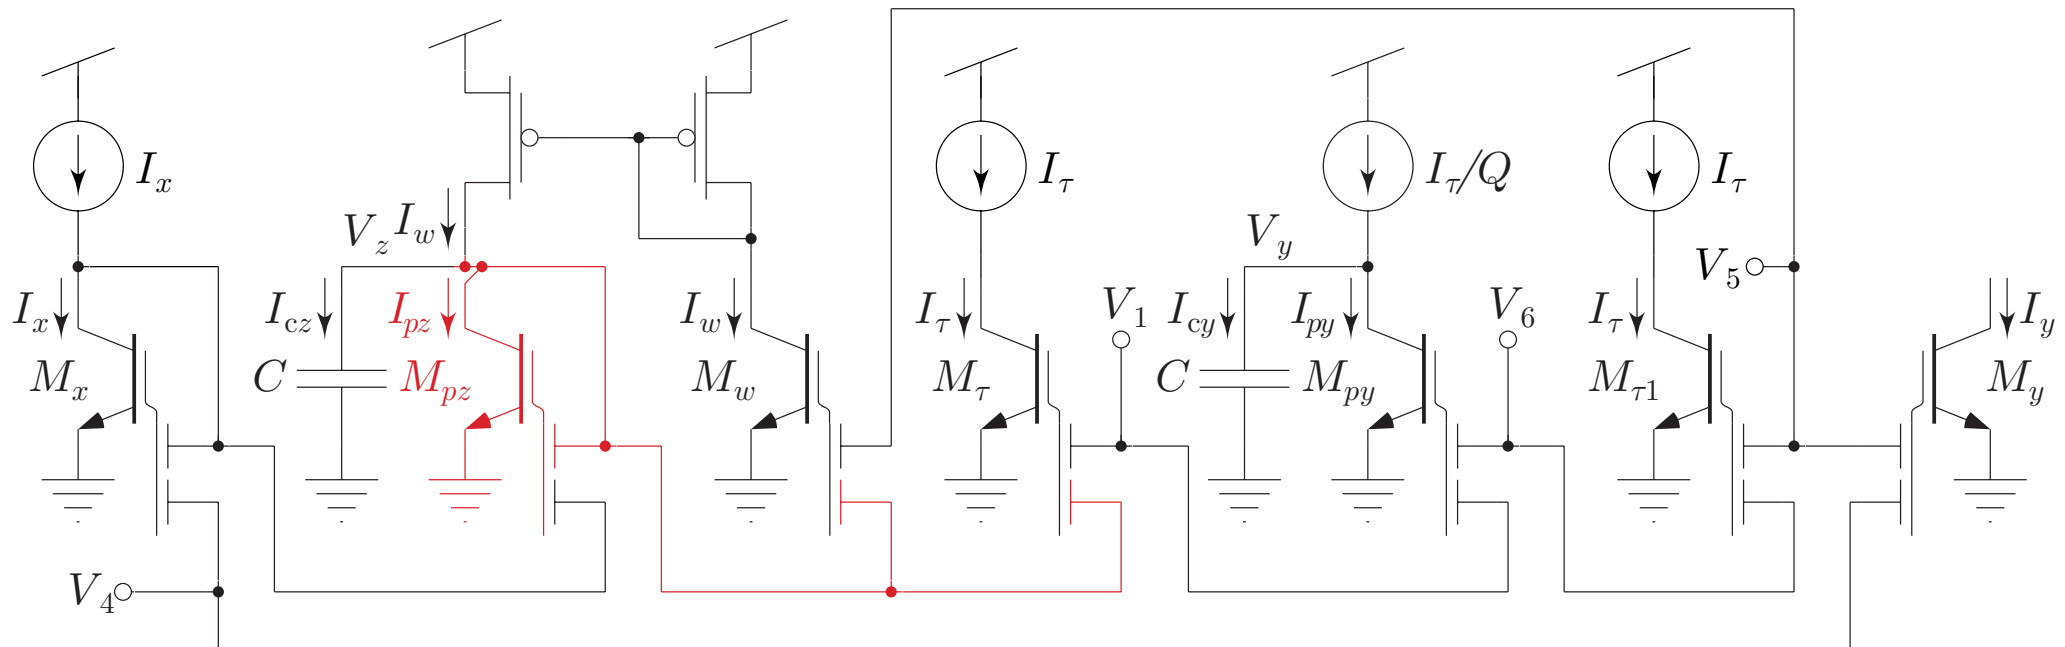 I_x
I_τ
I_τ/Q
I_τ
V_z I_w
V_y
V_5
I_x
I_cz
I_pz
I_w
I_τ
V_1
I_cy
I_py
V_6
I_τ
I_y
M_x
C
M_pz
M_w
M_τ
C
M_py
M_τ1
M_y
V_4